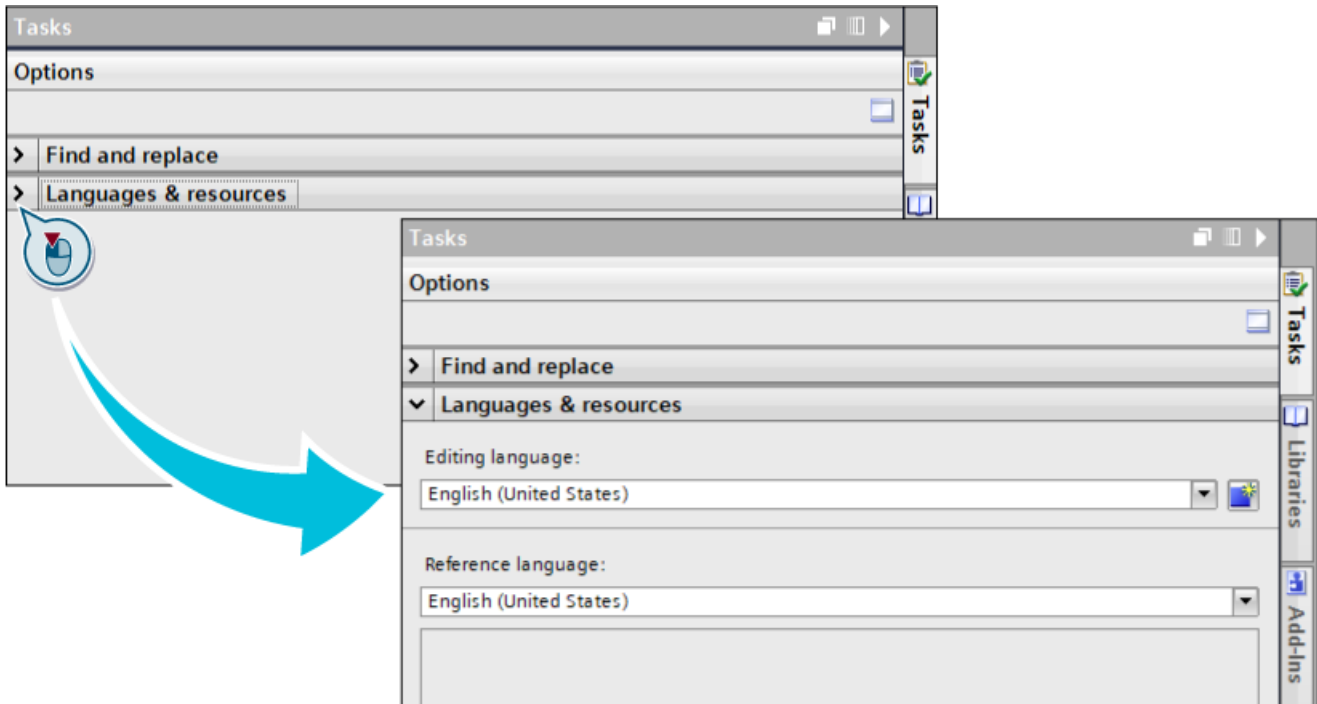 Tasks
Options
Tasks
Find and replace
Languages & resources
Tasks
Options
Tasks
Find and replace
Languages & resources
Editing language:
English (United States)
Libraries
Reference language:
English (United States)
Add-Ins